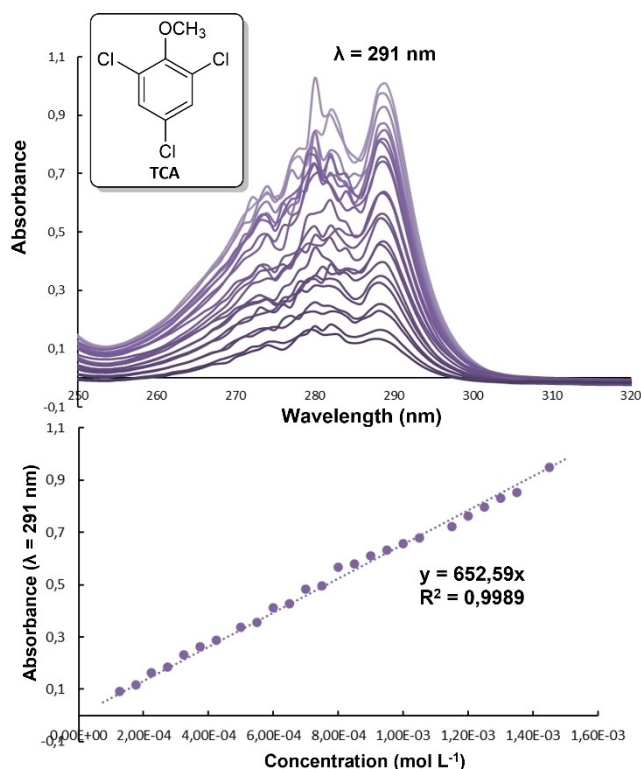 1,1
0,9
0,7
0,5
0,3
0,1
-0,1
Absorbance
OCH₃
Cl
Cl
Cl
TCA
λ = 291 nm
250
260
270
280
290
300
310
320
Wavelength (nm)
1,1
0,9
0,7
0,5
0,3
0,1
-0,1
Absorbance (λ = 291 nm)
y = 652,59x
R² = 0,9989
0,00E+00
2,00E-04
4,00E-04
6,00E-04
8,00E-04
1,00E-03
1,20E-03
1,40E-03
1,60E-03
Concentration (mol L⁻¹)